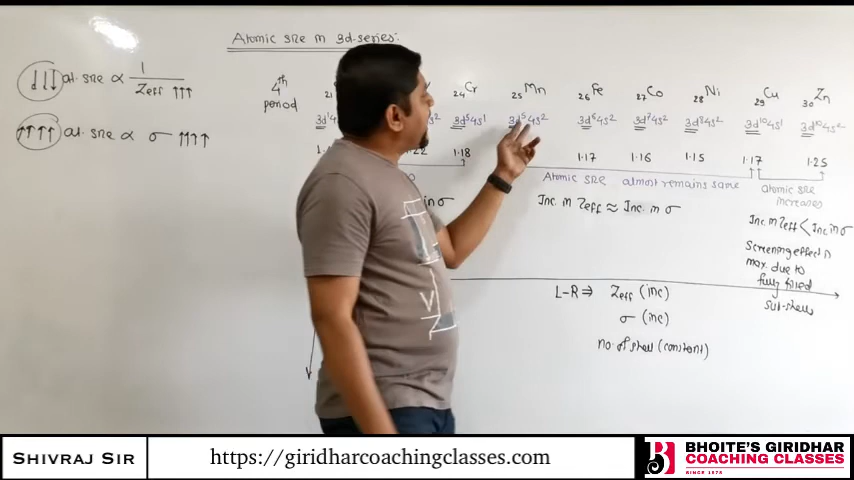 Atomic size in 3d-series:-
↓↓↓ at. size ∝ 1/Zeff ↑↑↑
↑↑↑↑ at. size ∝ σ ↑↑↑↑
4th period
21 24Cr 25Mn 26Fe 27Co 28Ni 29Cu 30Zn
3d¹4 s² 3d⁵4s¹ 3d⁵4s² 3d⁶4s² 3d⁷4s² 3d⁸4s² 3d¹⁰4s¹ 3d¹⁰4s²
1. 22 1.18 1.17 1.16 1.15 1.17 1.25
Atomic size almost remains same
Atomic size increases
in σ
Inc. in Zeff ≈ Inc. in σ
Inc. in Zeff < Inc. in σ
Screening effect is
max. due to
fully filled
sub-shells
L-R ⇒ Zeff (inc)
σ (inc)
no. of shell (constant)
V
SHIVRAJ SIR
https://giridharcoachingclasses.com
BHOITE'S GIRIDHAR
COACHING CLASSES